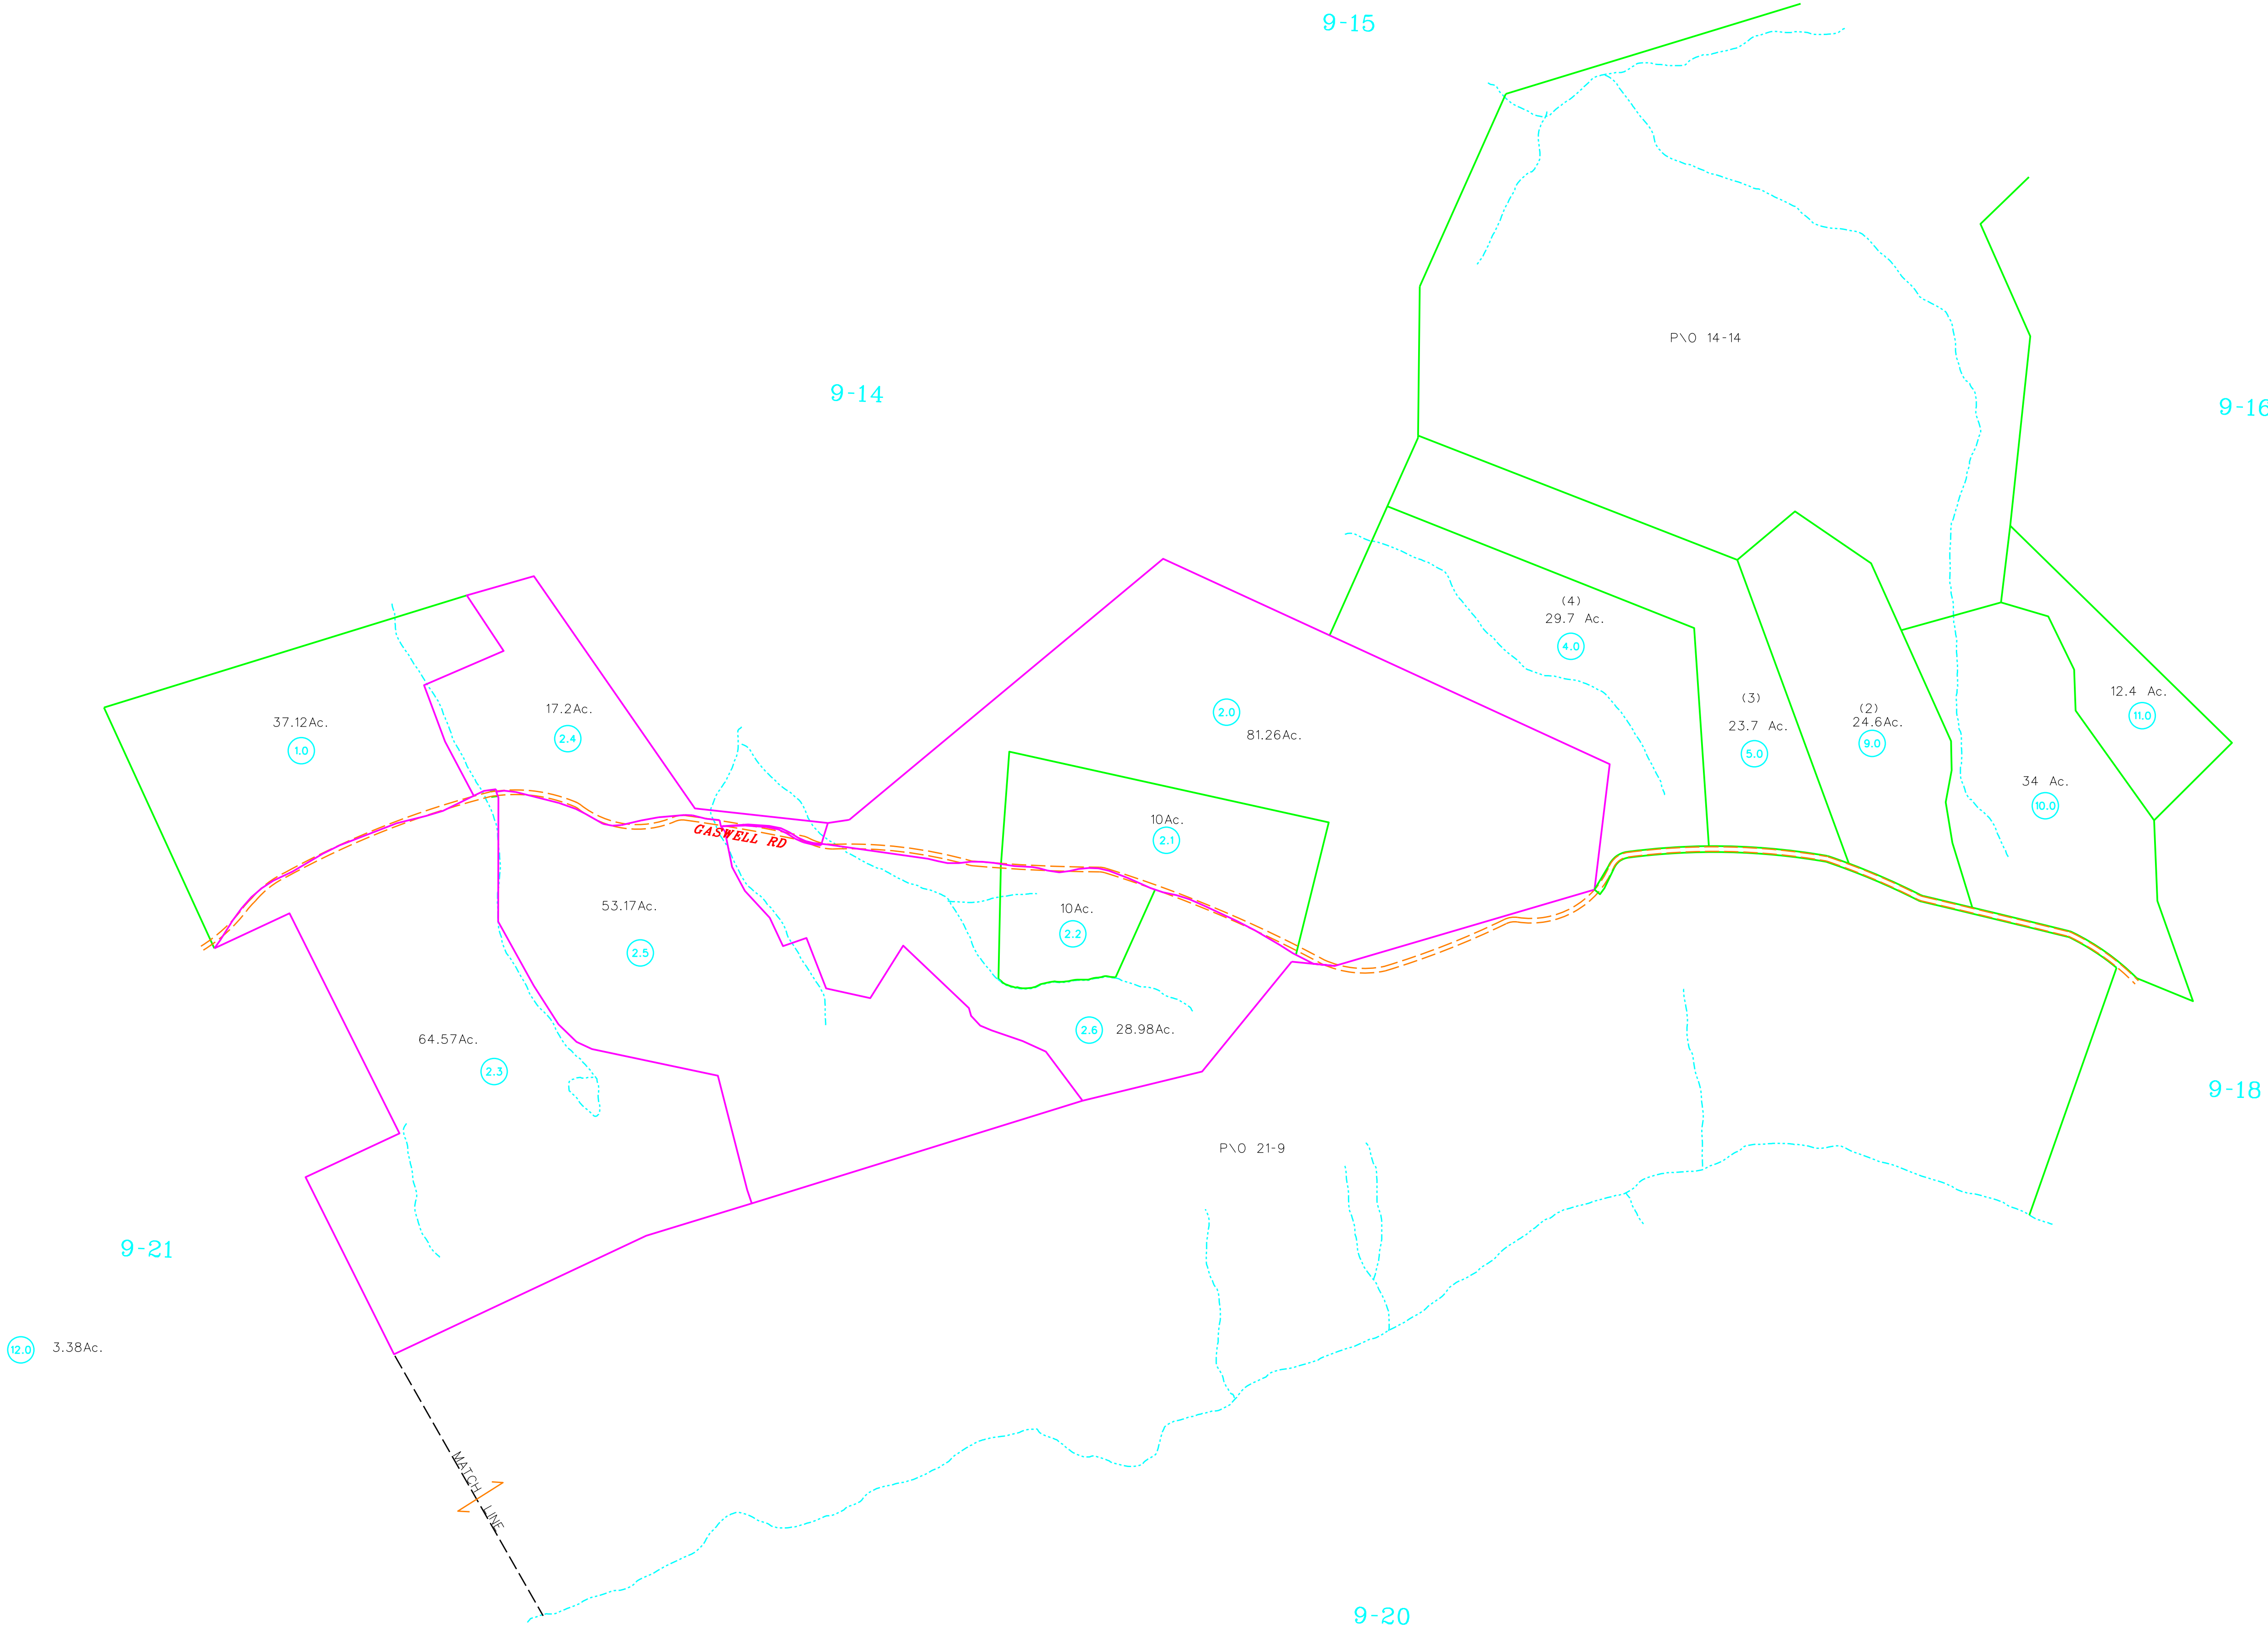 9-15
P\O 14-14
9-14
9-16
(4)
29.7 Ac.
4.0
12.4 Ac.
11.0
(3)
23.7 Ac.
5.0
(2)
24.6Ac.
9.0
17.2Ac.
2.4
37.12Ac.
1.0
2.0
81.26Ac.
34 Ac.
10.0
10Ac.
2.1
GASWELL RD
53.17Ac.
2.5
10Ac.
2.2
2.6
28.98Ac.
64.57Ac.
2.3
9-18
P\O 21-9
9-21
12.0
3.38Ac.
MATCH LINE
9-20